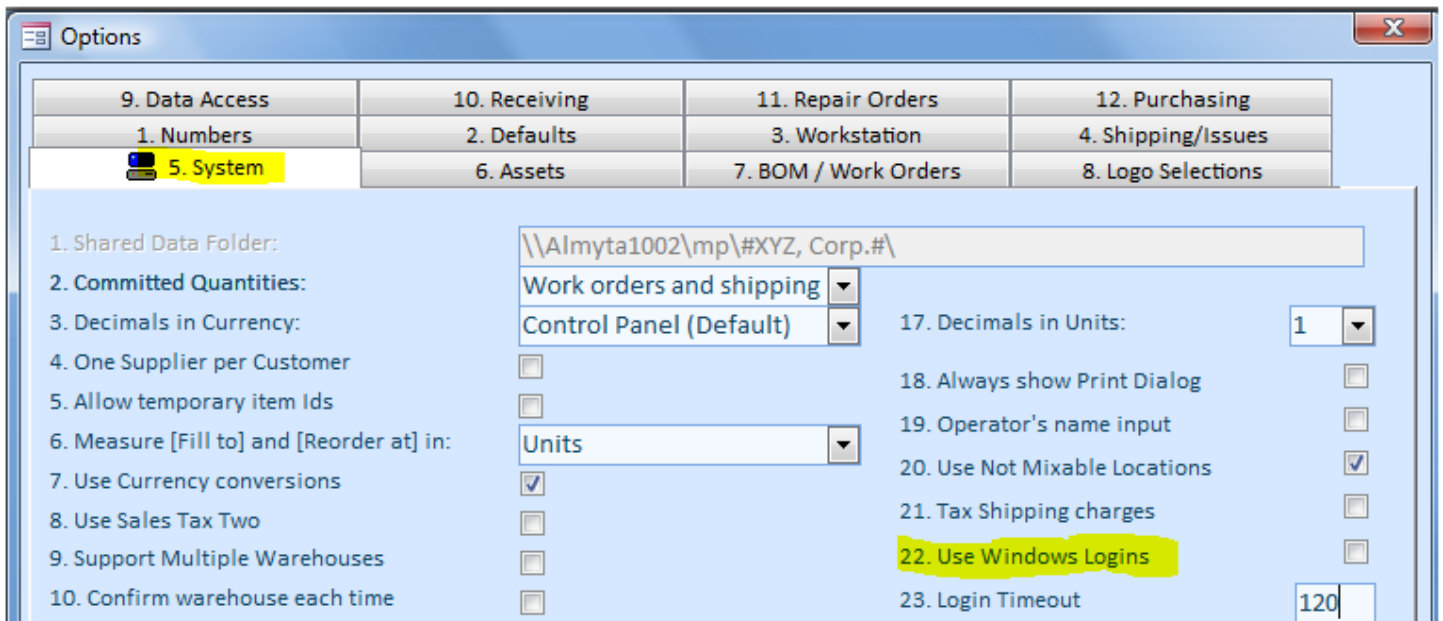 Options
9. Data Access 10. Receiving 11. Repair Orders 12. Purchasing
1. Numbers 2. Defaults 3. Workstation 4. Shipping/Issues
5. System 6. Assets 7. BOM / Work Orders 8. Logo Selections
1. Shared Data Folder: \\Almyta1002\mp\#XYZ, Corp.#\
2. Committed Quantities: Work orders and shipping
3. Decimals in Currency: Control Panel (Default) 17. Decimals in Units: 1
4. One Supplier per Customer
18. Always show Print Dialog
5. Allow temporary item Ids
19. Operator's name input
6. Measure [Fill to] and [Reorder at] in: Units
20. Use Not Mixable Locations
7. Use Currency conversions
21. Tax Shipping charges
8. Use Sales Tax Two
22. Use Windows Logins
9. Support Multiple Warehouses
10. Confirm warehouse each time 23. Login Timeout 120